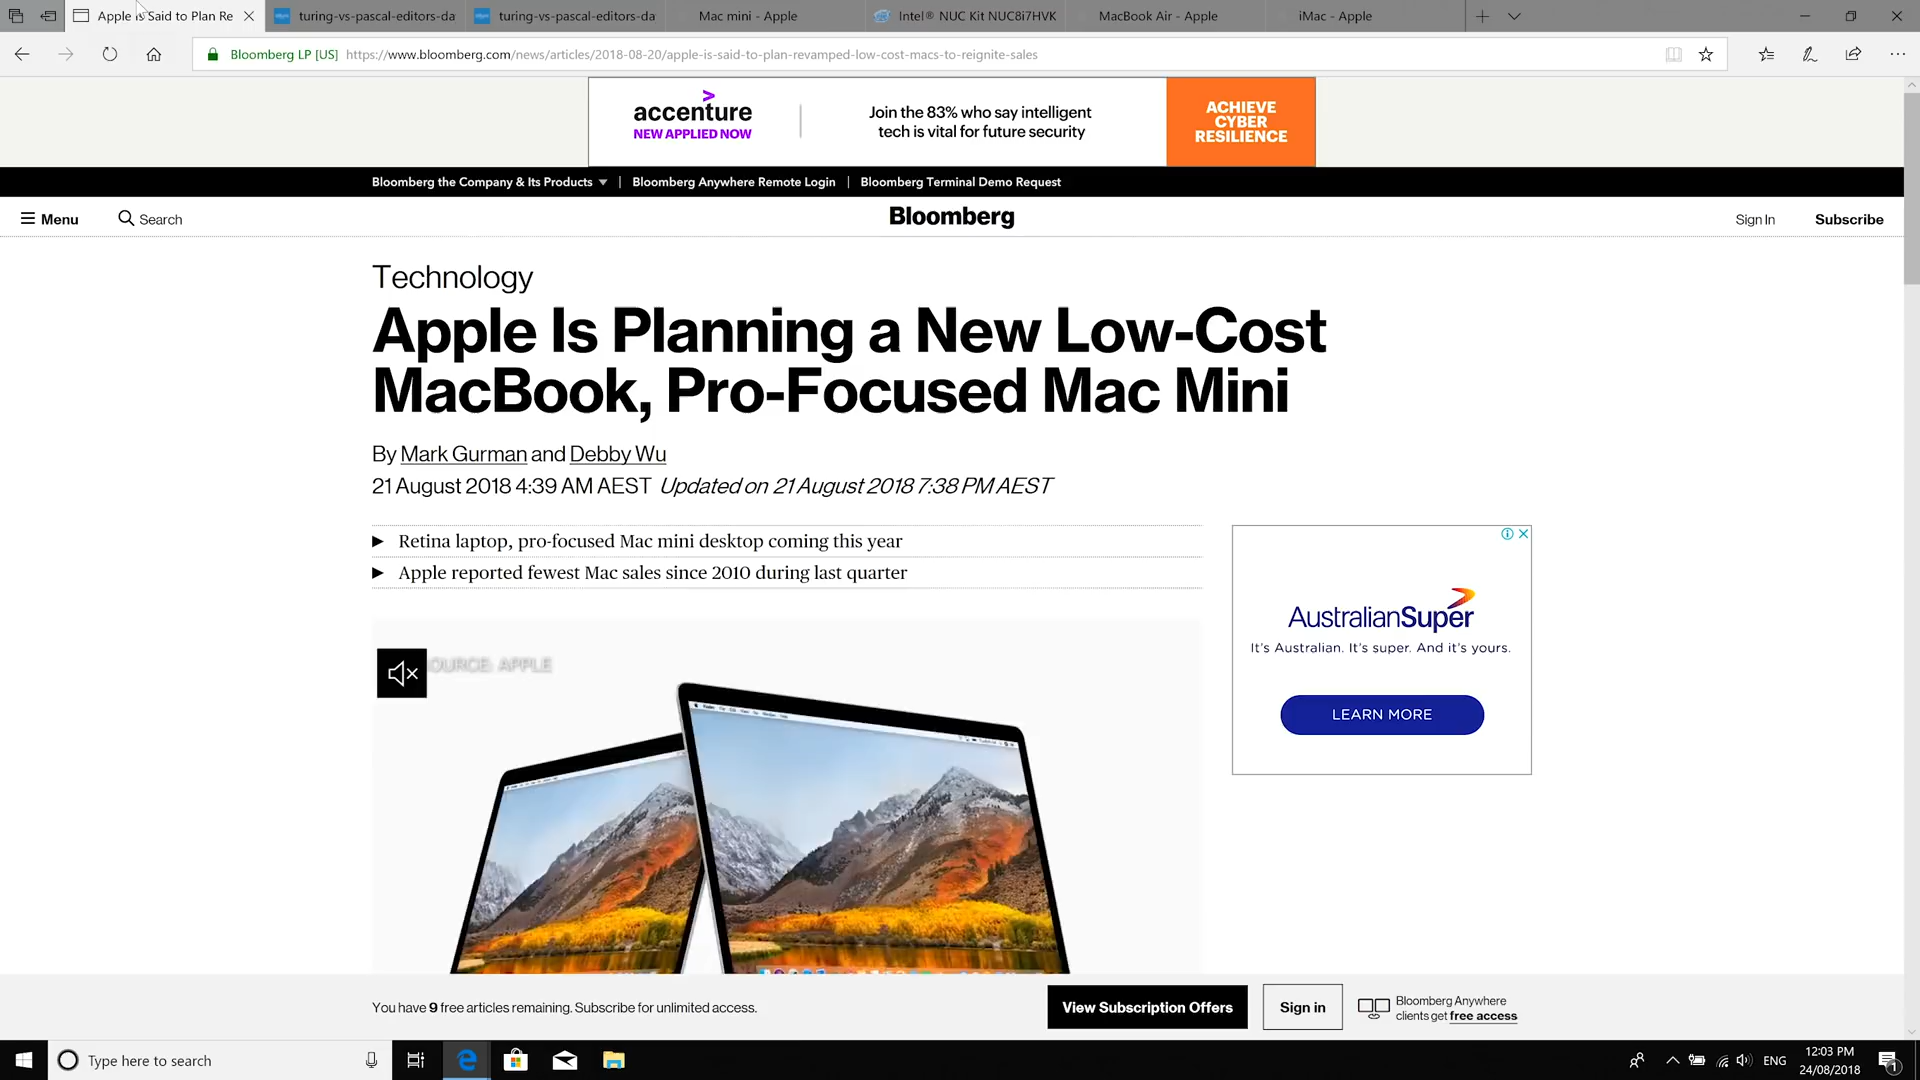 Apple Is Said to Plan Re
turing-vs-pascal-editors-da
turing-vs-pascal-editors-da
Mac mini - Apple
Intel® NUC Kit NUC8i7HVK
MacBook Air - Apple
iMac - Apple
Bloomberg LP [US] https://www.bloomberg.com/news/articles/2018-08-20/apple-is-said-to-plan-revamped-low-cost-macs-to-reignite-sales
accenture
NEW APPLIED NOW
Join the 83% who say intelligent
tech is vital for future security
ACHIEVE
CYBER
RESILIENCE
Bloomberg the Company & Its Products
Bloomberg Anywhere Remote Login
Bloomberg Terminal Demo Request
Menu
Search
Bloomberg
Sign In
Subscribe
Technology
Apple Is Planning a New Low-Cost
MacBook, Pro-Focused Mac Mini
By Mark Gurman and Debby Wu
21 August 2018 4:39 AM AEST Updated on 21 August 2018 7:38 PM AEST
Retina laptop, pro-focused Mac mini desktop coming this year
Apple reported fewest Mac sales since 2010 during last quarter
SOURCE: APPLE
AustralianSuper
It's Australian. It's super. And it's yours.
LEARN MORE
You have 9 free articles remaining. Subscribe for unlimited access.
View Subscription Offers
Sign in
Bloomberg Anywhere
clients get free access
Type here to search
ENG
12:03 PM
24/08/2018
1